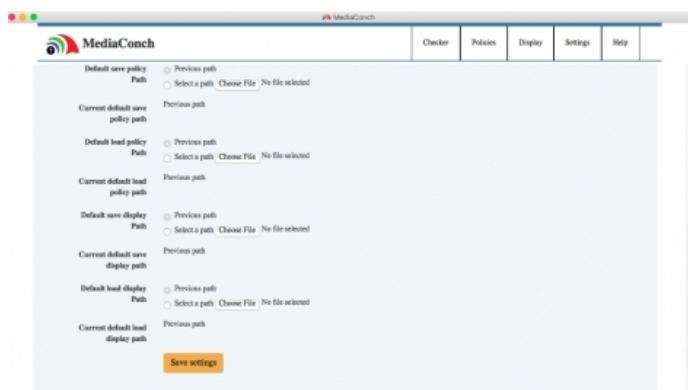 MediaConch
MediaConch
Checker Policies Display Settings Help
Default save policy Path
Previous path
Select a path Choose File No file selected
Current default save policy path
Previous path
Default load policy Path
Previous path
Select a path Choose File No file selected
Current default load policy path
Previous path
Default save display Path
Previous path
Select a path Choose File No file selected
Current default save display path
Previous path
Default load display Path
Previous path
Select a path Choose File No file selected
Current default load display path
Previous path
Save settings